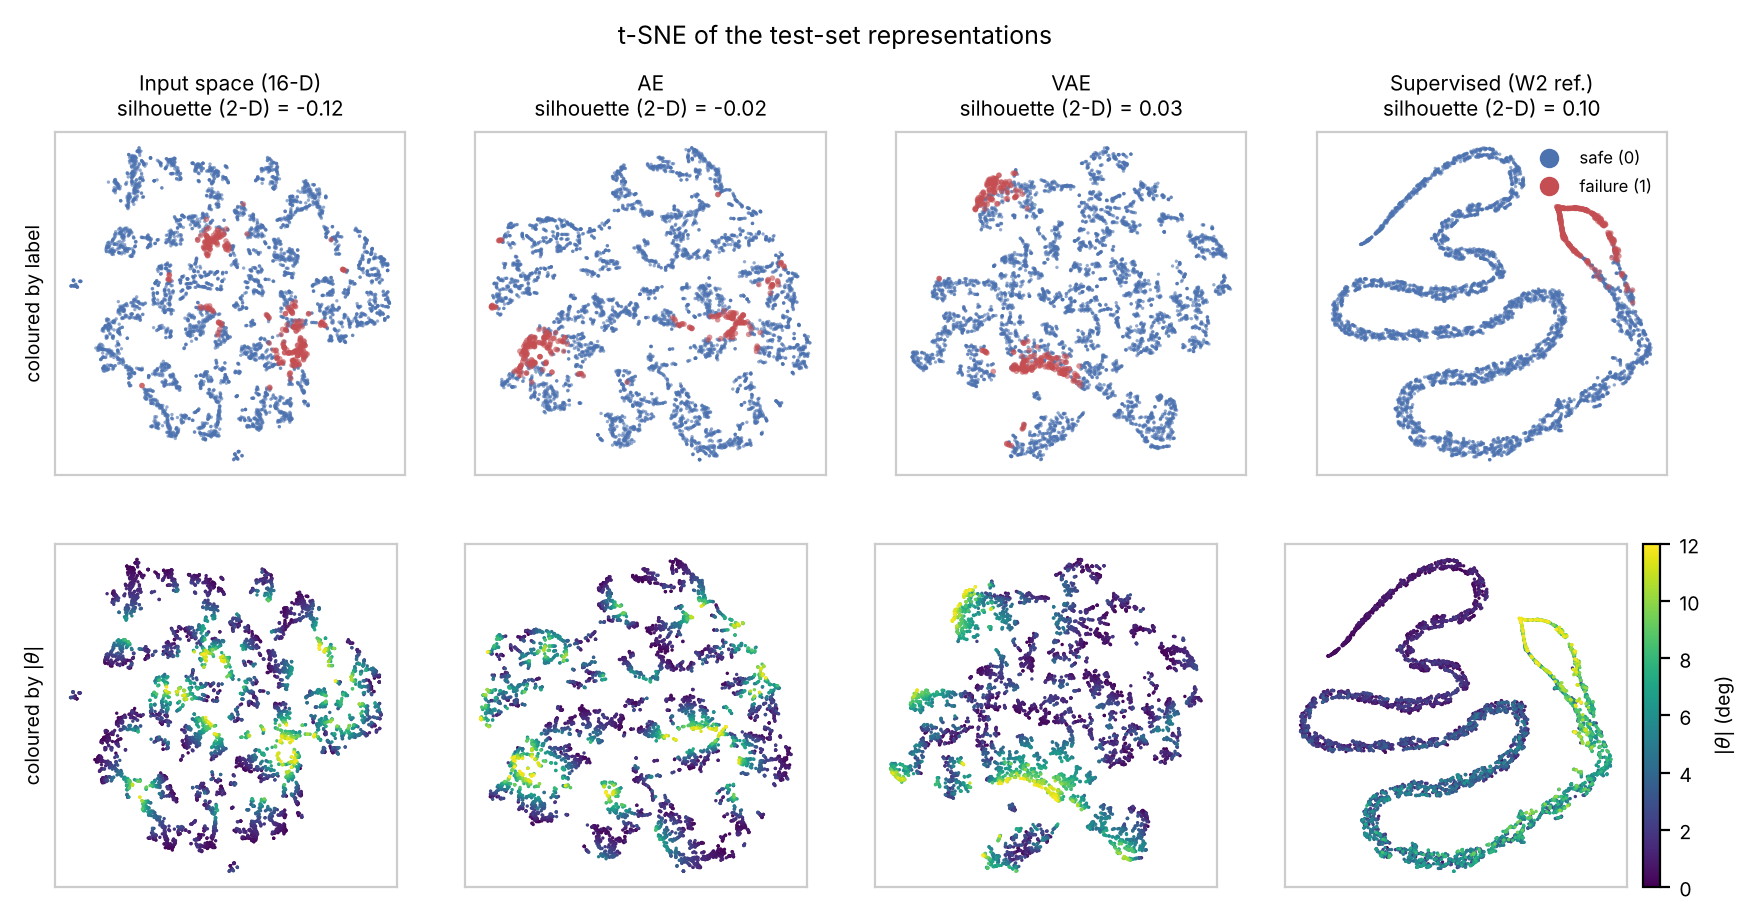 t-SNE of the test-set representations
Input space (16-D)
silhouette (2-D) = -0.12
AE
silhouette (2-D) = -0.02
VAE
silhouette (2-D) = 0.03
Supervised (W2 ref.)
silhouette (2-D) = 0.10
coloured by label
safe (0)
failure (1)
coloured by |θ|
12
10
8
6
4
2
0
|θ| (deg)